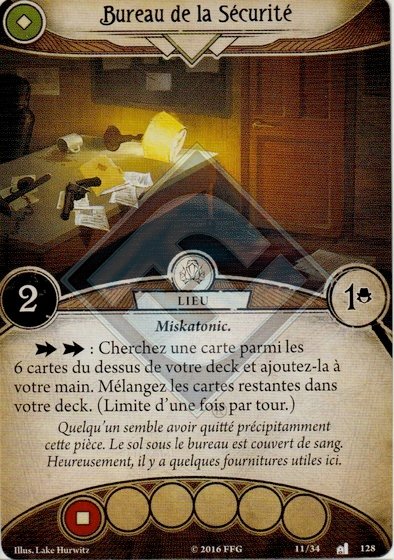 Bureau de la Sécurité
2
LIEU
1
Miskatonic.
: Cherchez une carte parmi les
6 cartes du dessus de votre deck et ajoutez-la à
votre main. Mélangez les cartes restantes dans
votre deck. (Limite d'une fois par tour.)
Quelqu'un semble avoir quitté précipitamment
cette pièce. Le sol sous le bureau est couvert de sang.
Heureusement, il y a quelques fournitures utiles ici.
Illus. Lake Hurwitz © 2016 FFG 11/34 128